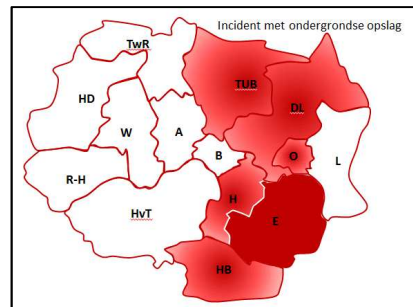 Incident met ondergrondse opslag
TwR
TUB
HD
DL
W
A
B
O
L
R-H
H
HvT
E
HB